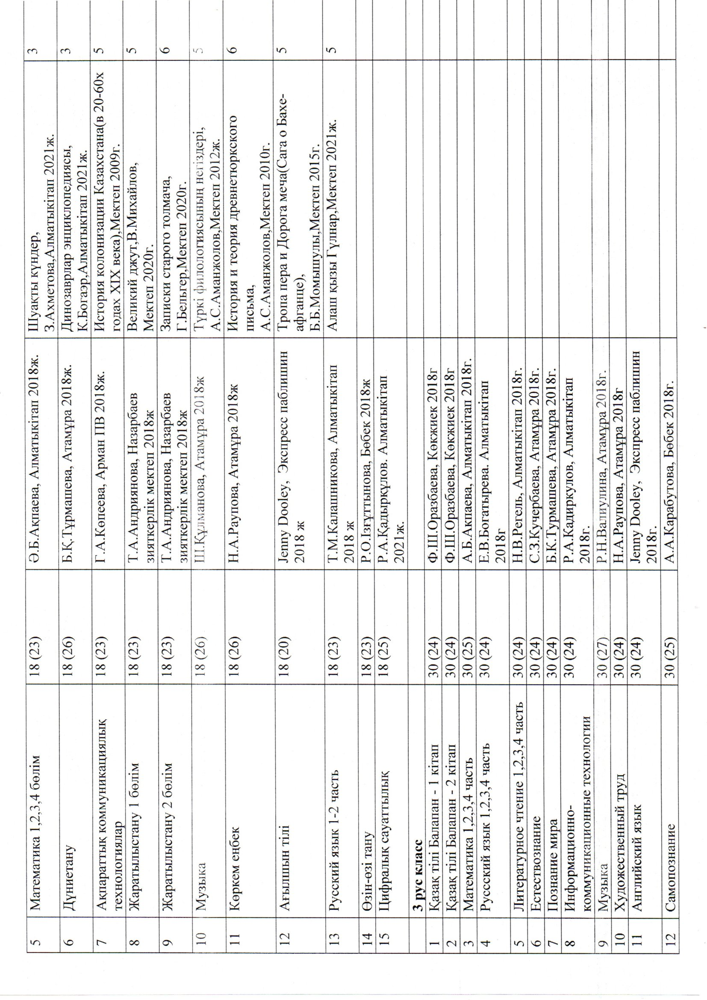 5 Математика 1,2,3,4 бөлім 18 (23) Ә.Б.Ақпаева, Алматыкітап 2018ж. Шуақты күндер, 3
З.Ахметова,Алматыкітап 2021ж.
6 Дүниетану 18 (26) Б.Қ.Тұрмашева, Атамұра 2018ж. Динозаврлар энциклопедиясы, 3
К.Богаэр,Алматыкітап 2021ж.
7 Ақпараттық коммуникациялық 18 (23) Г.А.Көпеева, Арман ПВ 2018ж. История колонизации Казахстана(в 20-60х 5
технологиялар годах XIX века),Мектеп 2009г.
8 Жаратылыстану 1 бөлім 18 (23) Т.А.Андриянова, Назарбаев Великий джут,В.Михайлов, 5
зияткерлік мектеп 2018ж Мектеп 2020г.
9 Жаратылыстану 2 бөлім 18 (23) Т.А.Андриянова, Назарбаев Записки старого толмача, 6
зияткерлік мектеп 2018ж Г.Бельгер,Мектеп 2020г.
10 Музыка 18 (26) Ш.Құлманова, Атамұра 2018ж Түркі филологиясының негіздері, 5
А.С.Аманжолов,Мектеп 2012ж.
11 Көркем еңбек 18 (26) Н.А.Раупова, Атамұра 2018ж История и теория древнетюркского 6
письма,
А.С.Аманжолов,Мектеп 2010г.
12 Ағылшын тілі 18 (20) Jenny Dooley, Экспресс паблишин Тропа пера и Дорога меча(Сага о Бахе- 5
2018 ж афганце),
Б.Б.Момышулы,Мектеп 2015г.
13 Русский язык 1-2 часть 18 (23) Т.М.Калашникова, Алматыкітап Алаш қызы Гүлнар,Мектеп 2021ж. 5
2018 ж
14 Өзін-өзі тану 18 (23) Р.О.Ізғұттынова, Бөбек 2018ж
15 Цифралық сауаттылық 18 (25) Р.А.Қадырқұлов. Алматыкітап
2021ж.
3 рус класс
1 Қазақ тілі Балапан - 1 кітап 30 (24) Ф.Ш.Оразбаева, Көкжиек 2018г
2 Қазақ тілі Балапан - 2 кітап 30 (24) Ф.Ш.Оразбаева, Көкжиек 2018г
3 Математика 1,2,3,4 часть 30 (25) А.Б.Акпаева, Алматыкітап 2018г.
4 Руссский язык 1,2,3,4 часть 30 (24) Е.В.Богатырева. Алматыкітап
2018г
5 Литературное чтение 1,2,3,4 часть 30 (24) Н.В.Регель, Алматыкітап 2018г.
6 Естествознание 30 (24) С.З.Кучербаева, Атамұра 2018г.
7 Познание мира 30 (24) Б.К.Турмашева, Атамұра 2018г.
8 Информационно- 30 (24) Р.А.Кадиркулов, Алматыкітап
коммуникационные технологии 2018г.
9 Музыка 30 (27) Р.Н.Валиулина, Атамұра 2018г.
10 Художественный труд 30 (24) Н.А.Раупова, Атамұра 2018г
11 Английский язык 30 (24) Jenny Dooley, Экспресс паблишин
2018г.
12 Самопознание 30 (25) А.А.Карабутова, Бөбек 2018г.